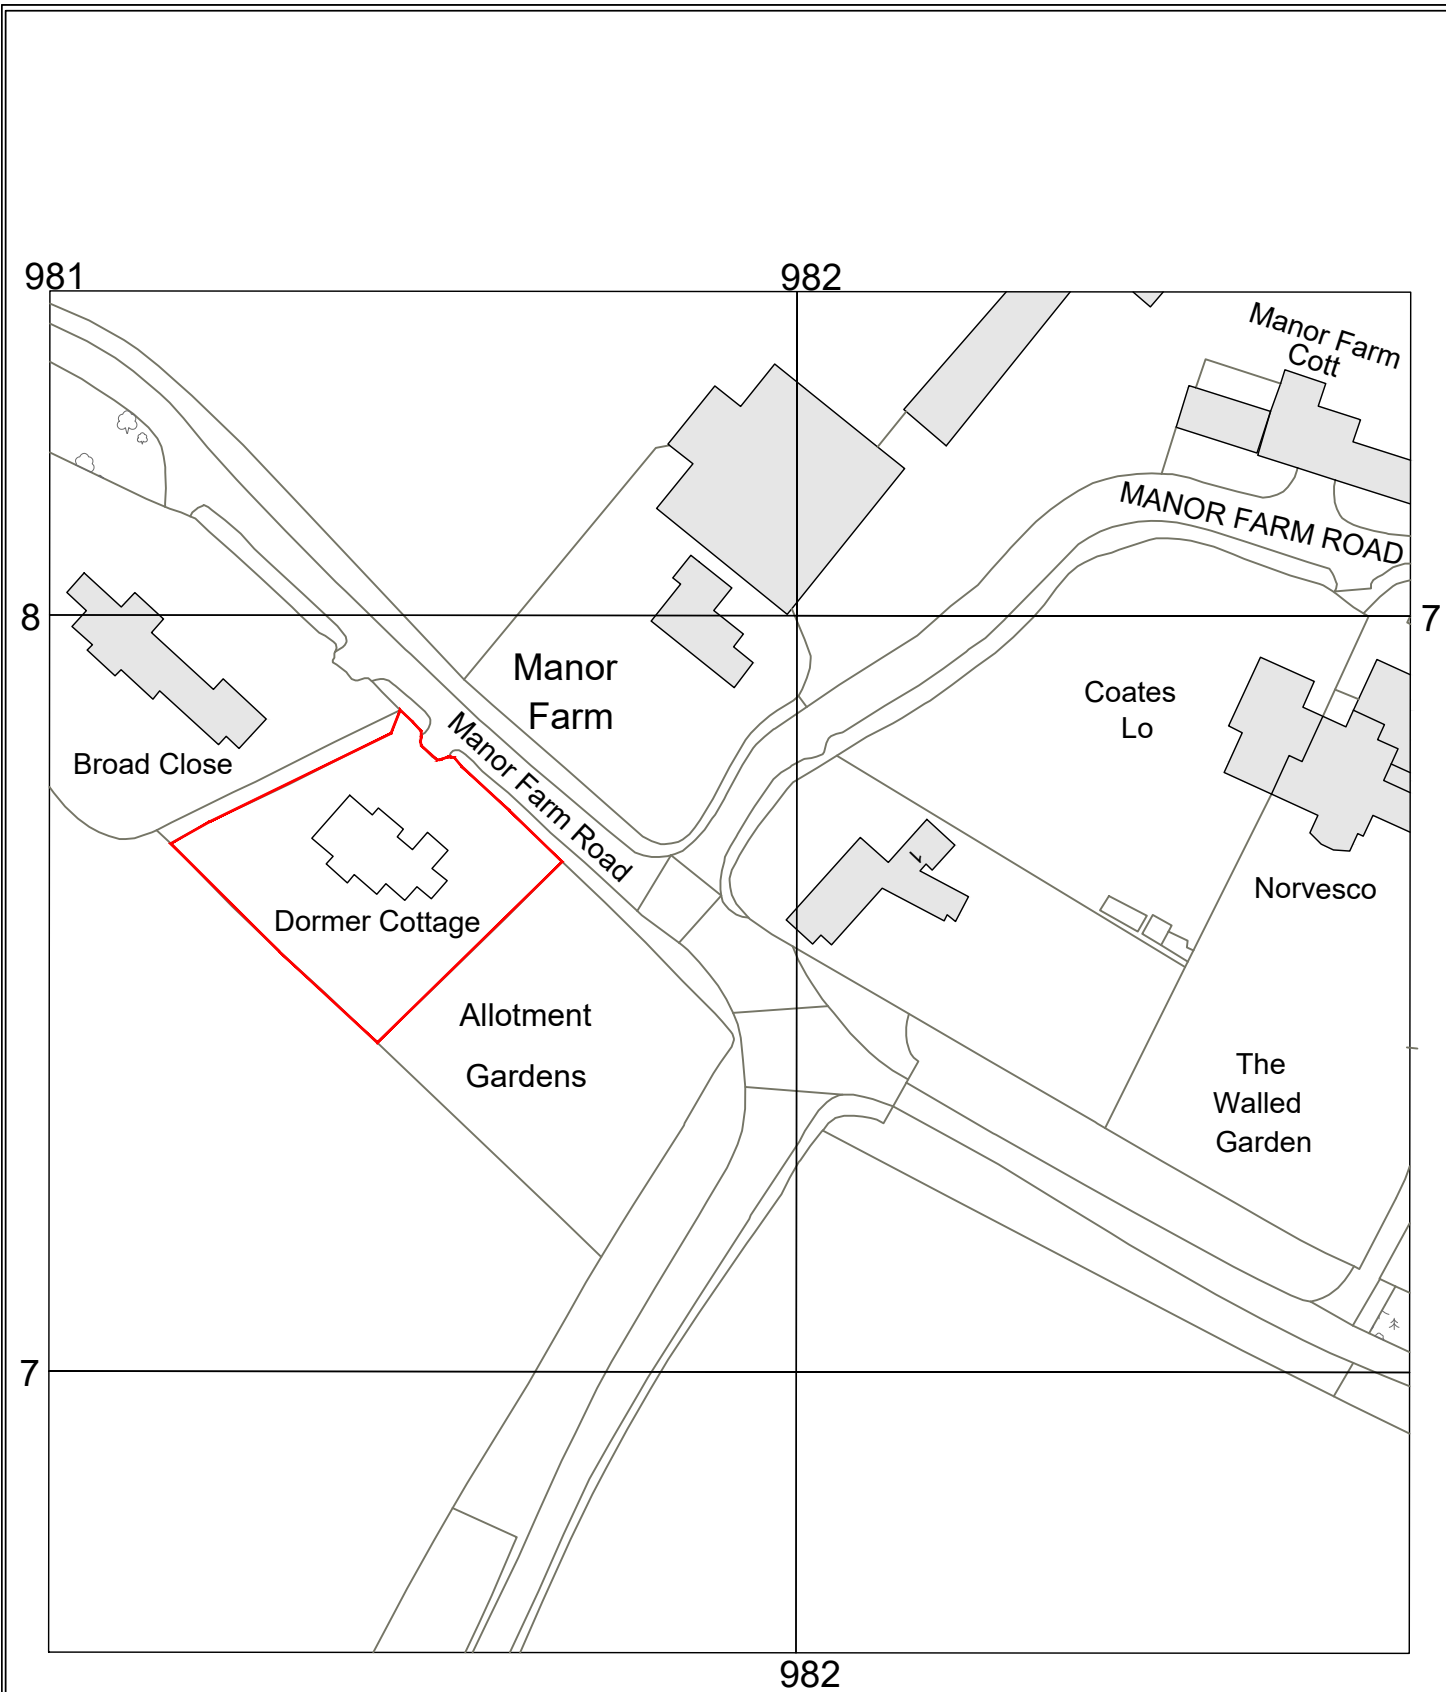 981
982
Manor Farm
Cott
MANOR FARM ROAD
8
7
Manor
Farm
Coates
Lo
Manor Farm Road
Broad Close
1
Norvesco
Dormer Cottage
Allotment
Gardens
The
Walled
Garden
7
982